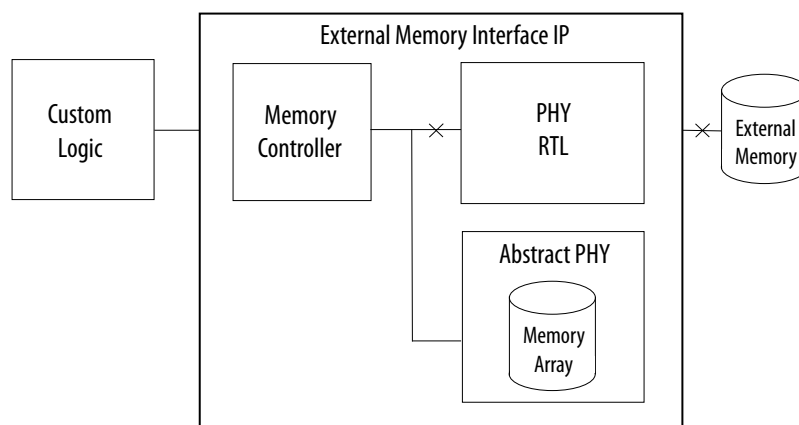 External Memory Interface IP
Custom
Logic
Memory
Controller
PHY
RTL
External
Memory
Abstract PHY
Memory
Array